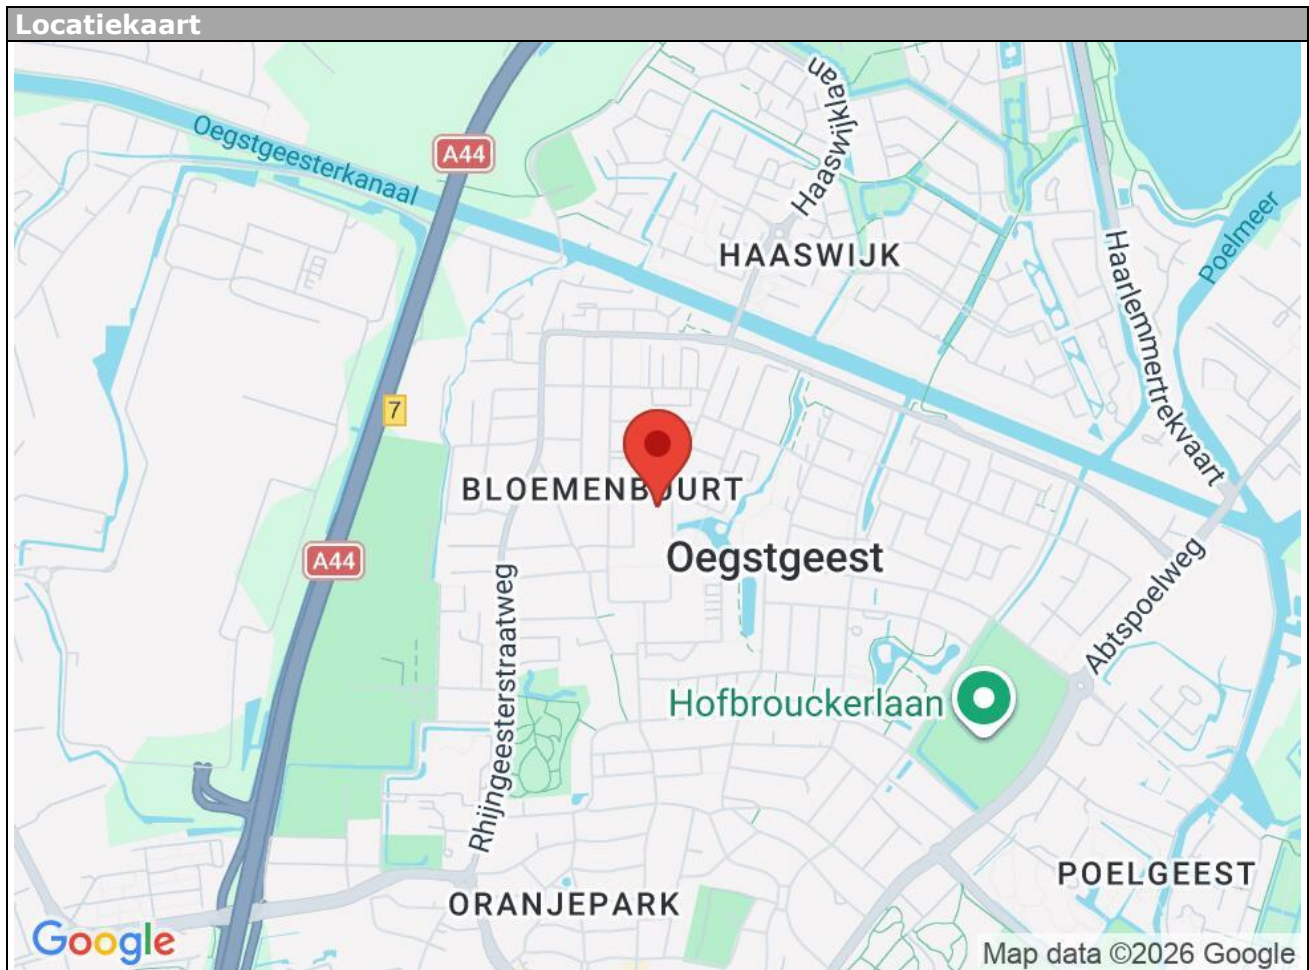 Locatiekaart
Haaswijklaan
Oegstgeesterkanaal
A44
Poelmeer
HAASWIJK
Haarlemmertrekvaart
7
BLOEMENBUURT
Oegstgeest
A44
Abtspoelweg
Rhijngeesterstraatweg
Hofbrouckerlaan
POELGEEST
ORANJEPARK
Google
Map data ©2026 Google